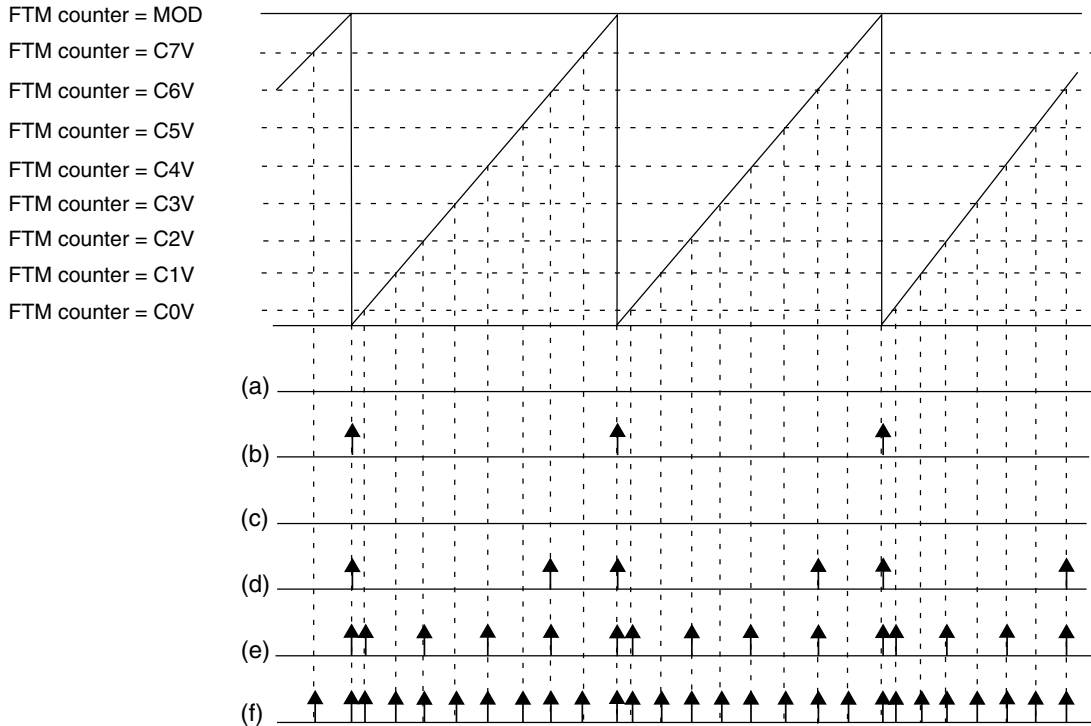 FTM counter = MOD
FTM counter = C7V
FTM counter = C6V
FTM counter = C5V
FTM counter = C4V
FTM counter = C3V
FTM counter = C2V
FTM counter = C1V
FTM counter = C0V
(a)
(b)
(c)
(d)
(e)
(f)